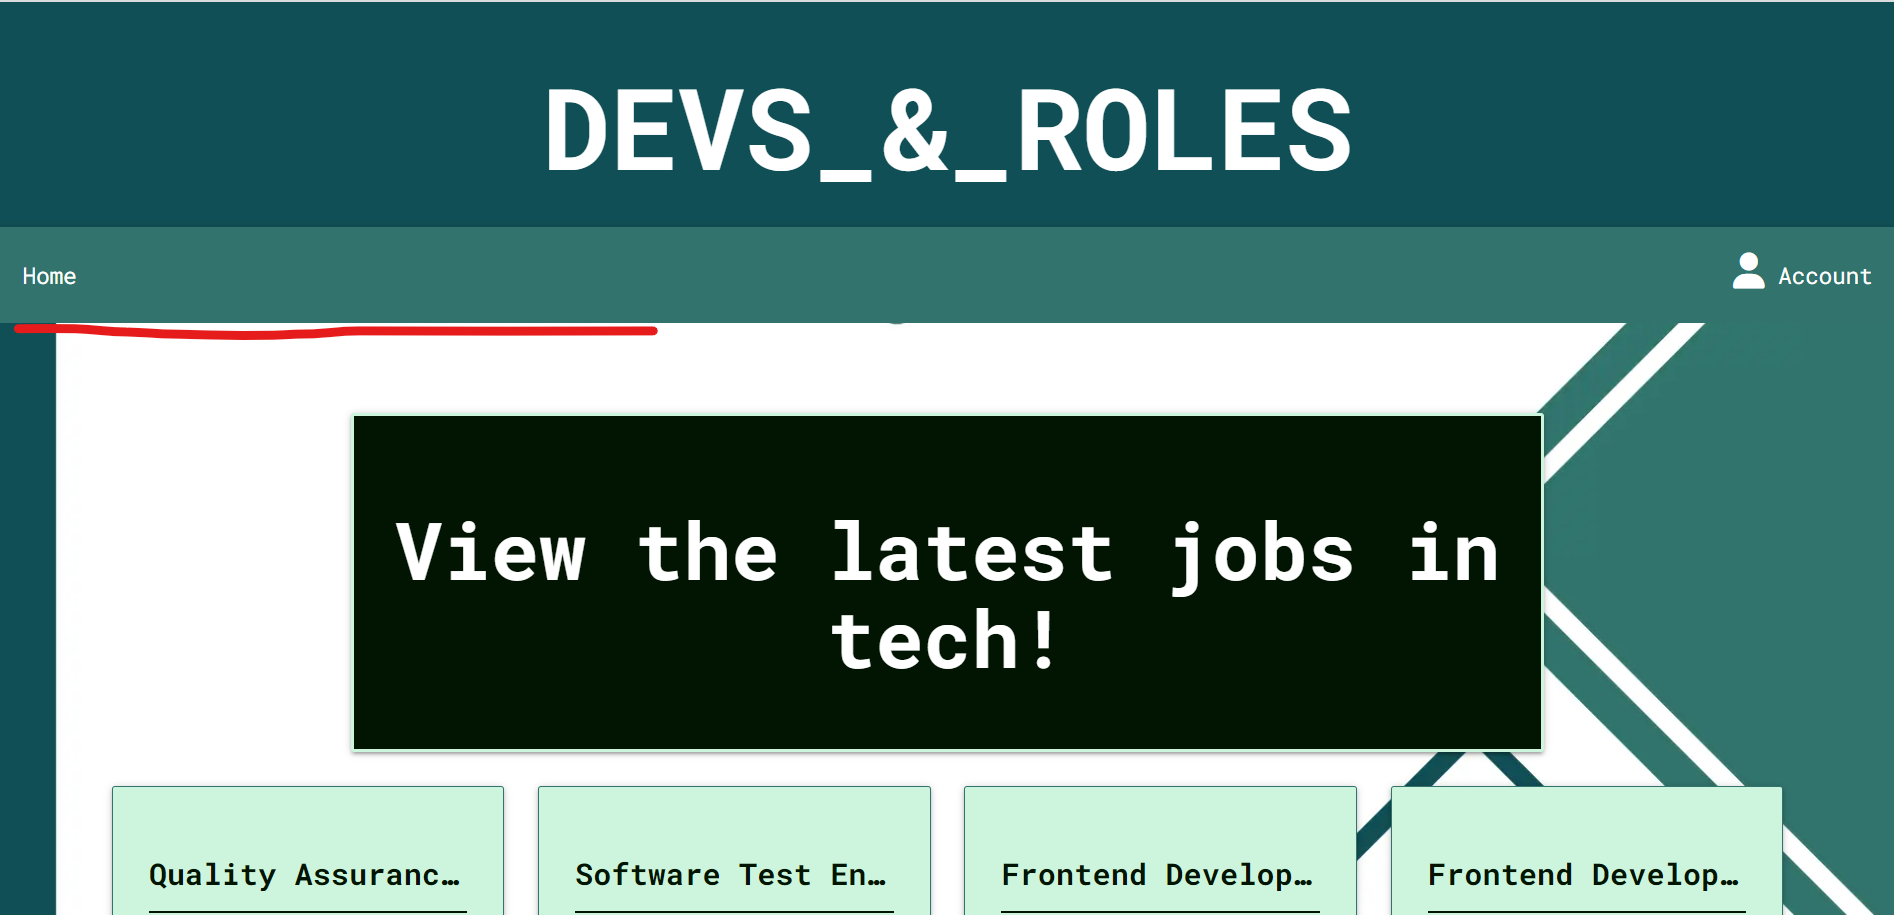 DEVS_&_ROLES
Home
Account
View the latest jobs in
tech!
Quality Assuranc…
Software Test En…
Frontend Develop…
Frontend Develop…